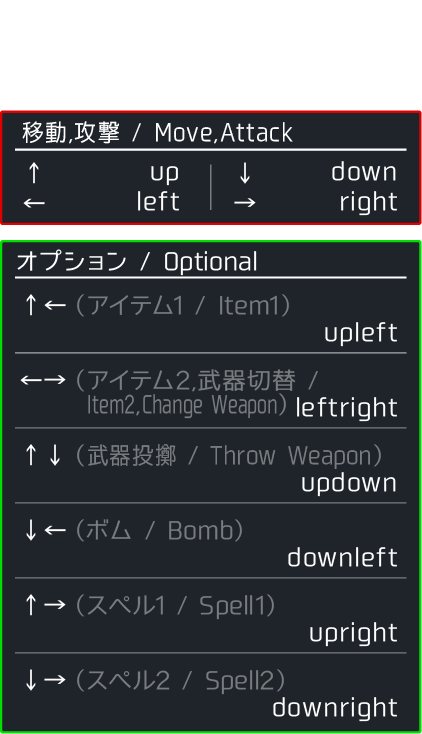 移動,攻撃 / Move,Attack
↑ up ↓ down
← left → right
オプション / Optional
↑← (アイテム1 / Item1)
upleft
←→ (アイテム2,武器切替 /
Item2,Change Weapon) leftright
↑↓ (武器投擲 / Throw Weapon)
updown
↓← (ボム / Bomb)
downleft
↑→ (スペル1 / Spell1)
upright
↓→ (スペル2 / Spell2)
downright